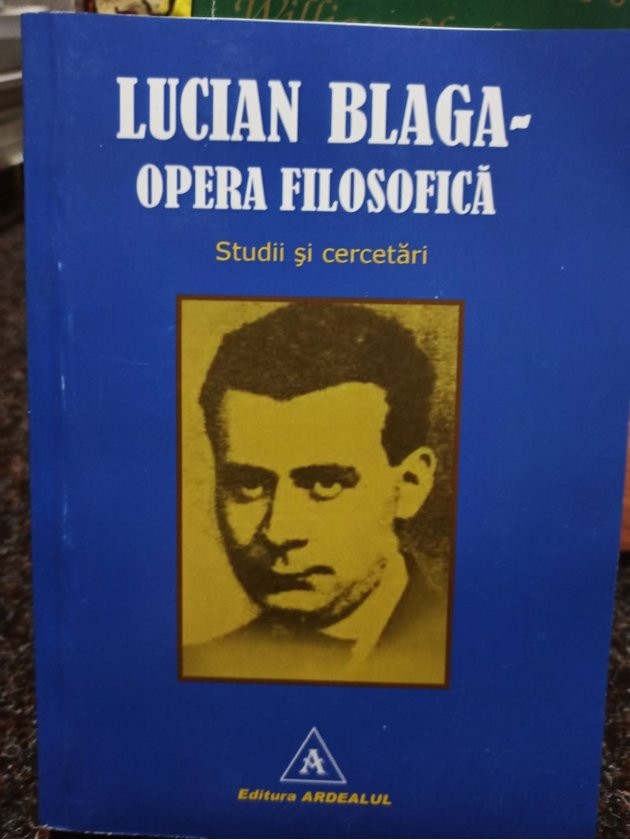 LUCIAN BLAGA-
OPERA FILOSOFICĂ
Studii şi cercetări
A
Editura ARDEALUL